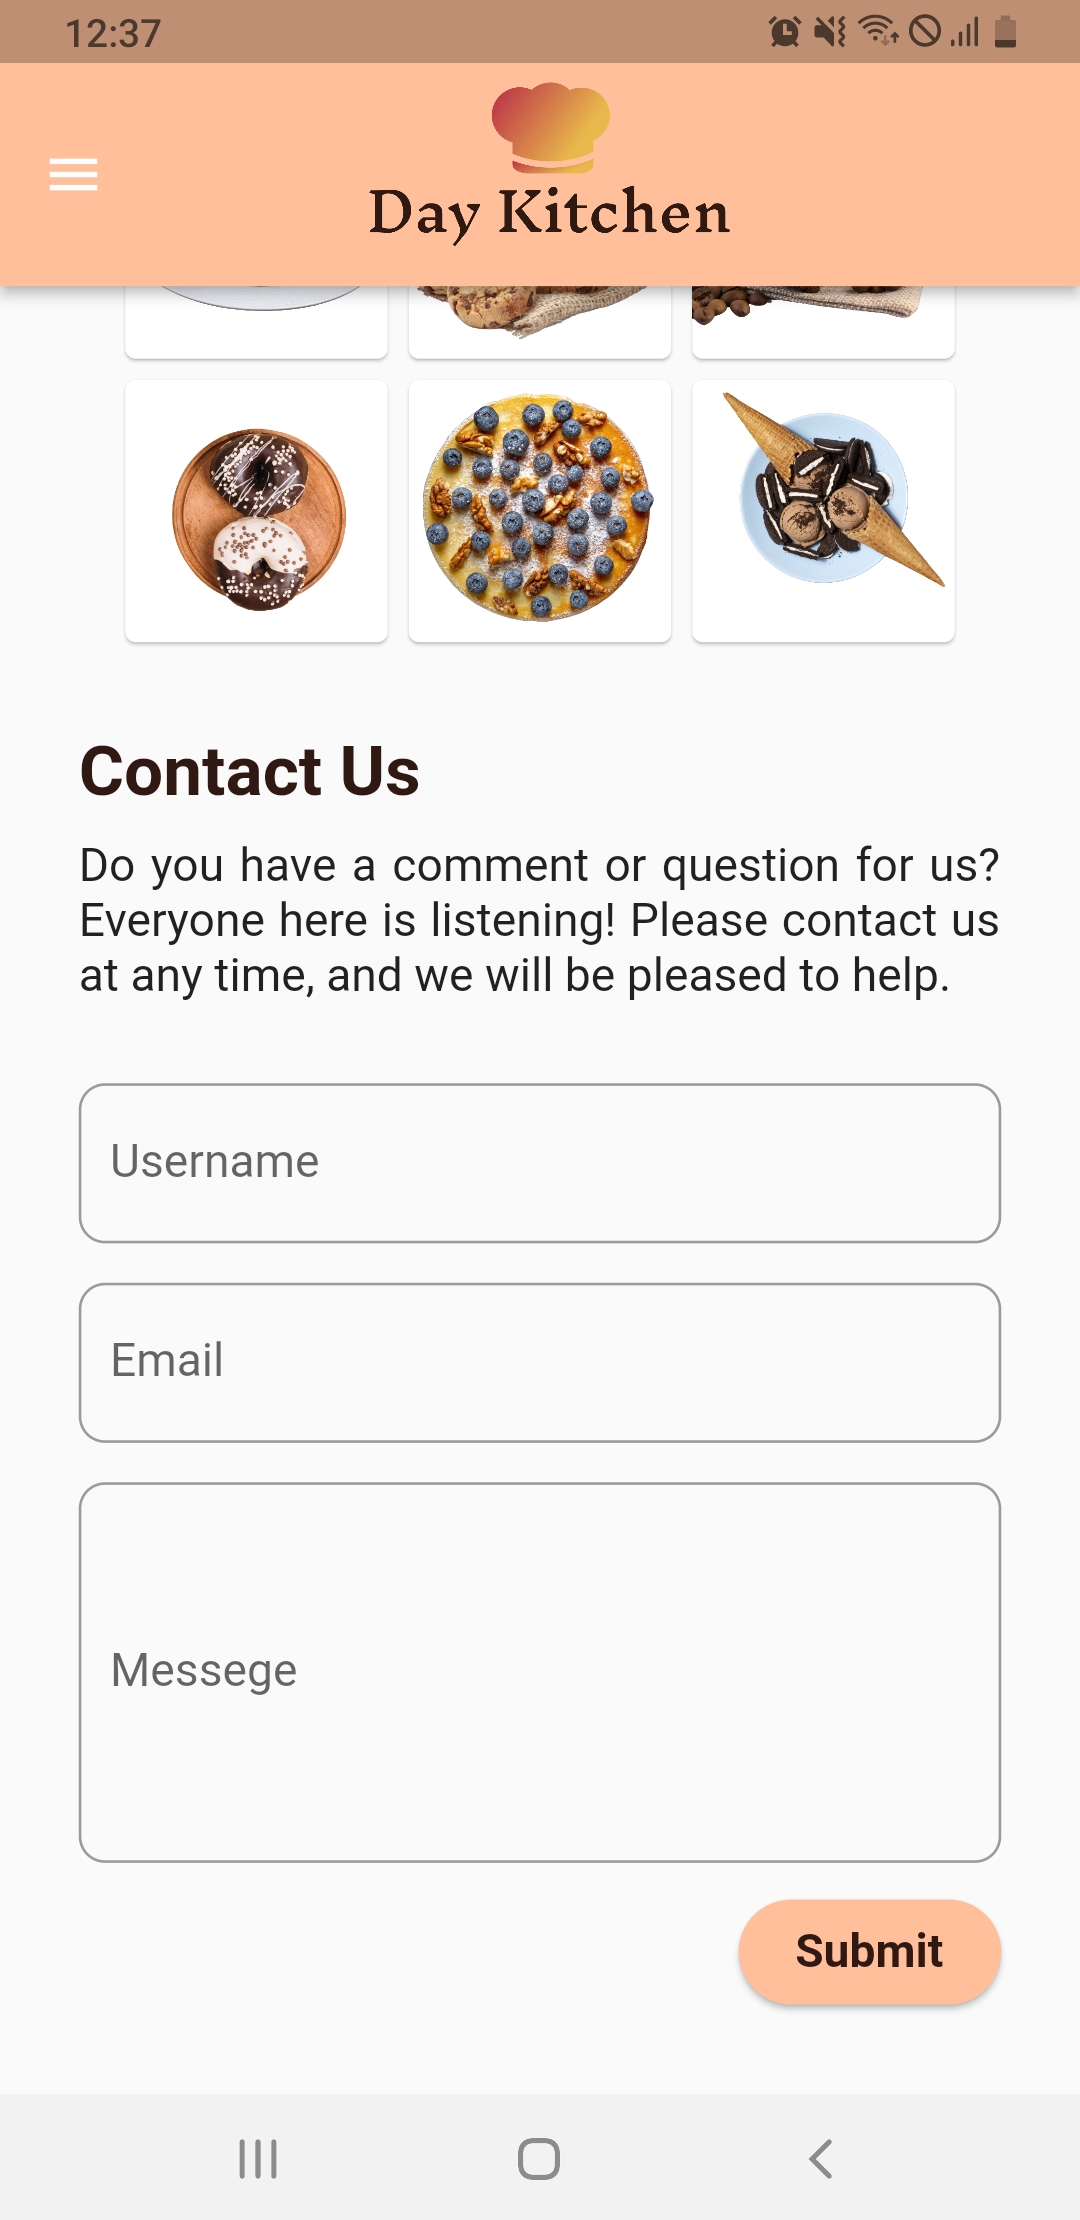 12:37
Day Kitchen
Contact Us
Do you have a comment or question for us?
Everyone here is listening! Please contact us
at any time, and we will be pleased to help.
Username
Email
Messege
Submit